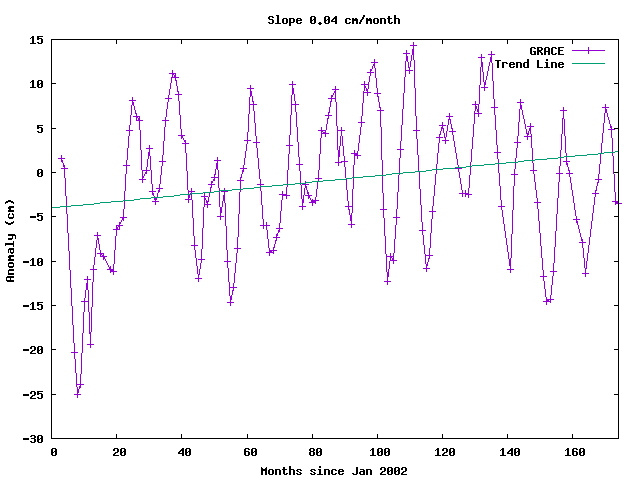 Slope 0.04 cm/month
GRACE
Trend Line
15
10
5
0
-5
-10
-15
-20
-25
-30
Anomaly (cm)
0 20 40 60 80 100 120 140 160
Months since Jan 2002